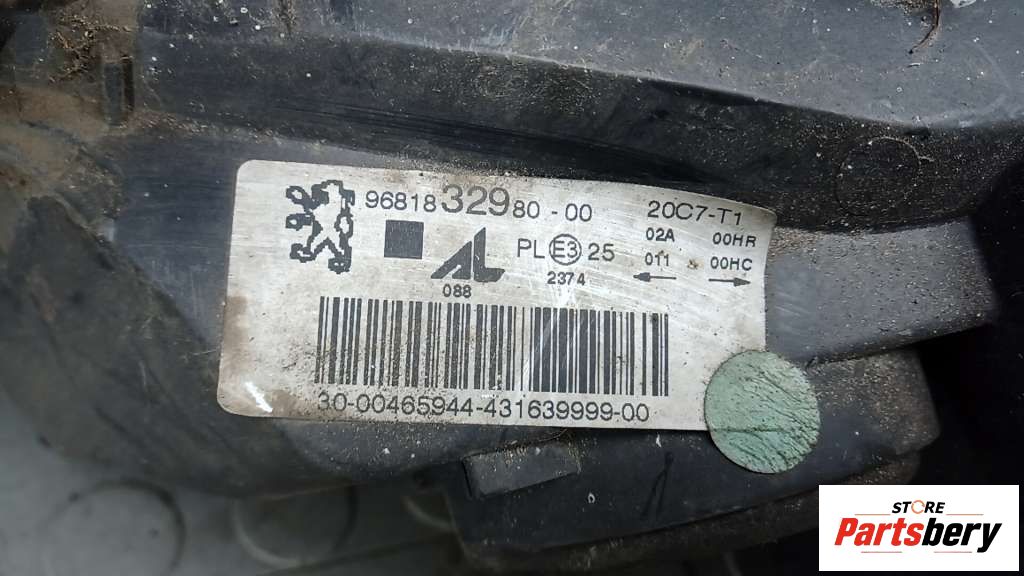 9681832980-00 20C7-T1
PL E3 25 02A 00HR
011 00HC
088 2374
30-00465944-431639999-00
STORE
Partsbery